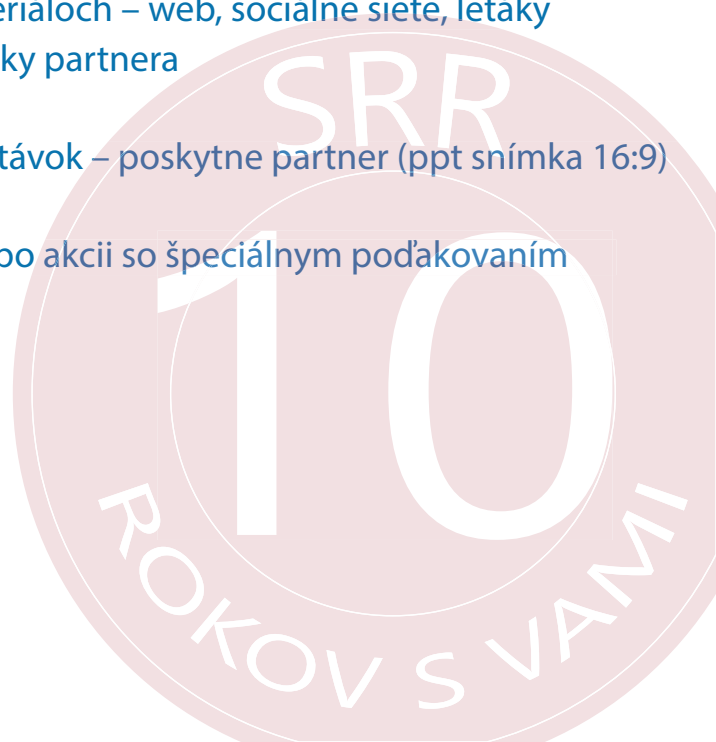 eriáloch – web, sociálne siete, letáky
ky partnera
SRR
távok – poskytne partner (ppt snímka 16:9)
po akcii so špeciálnym poďakovaním
10
ROKOV S VAMI